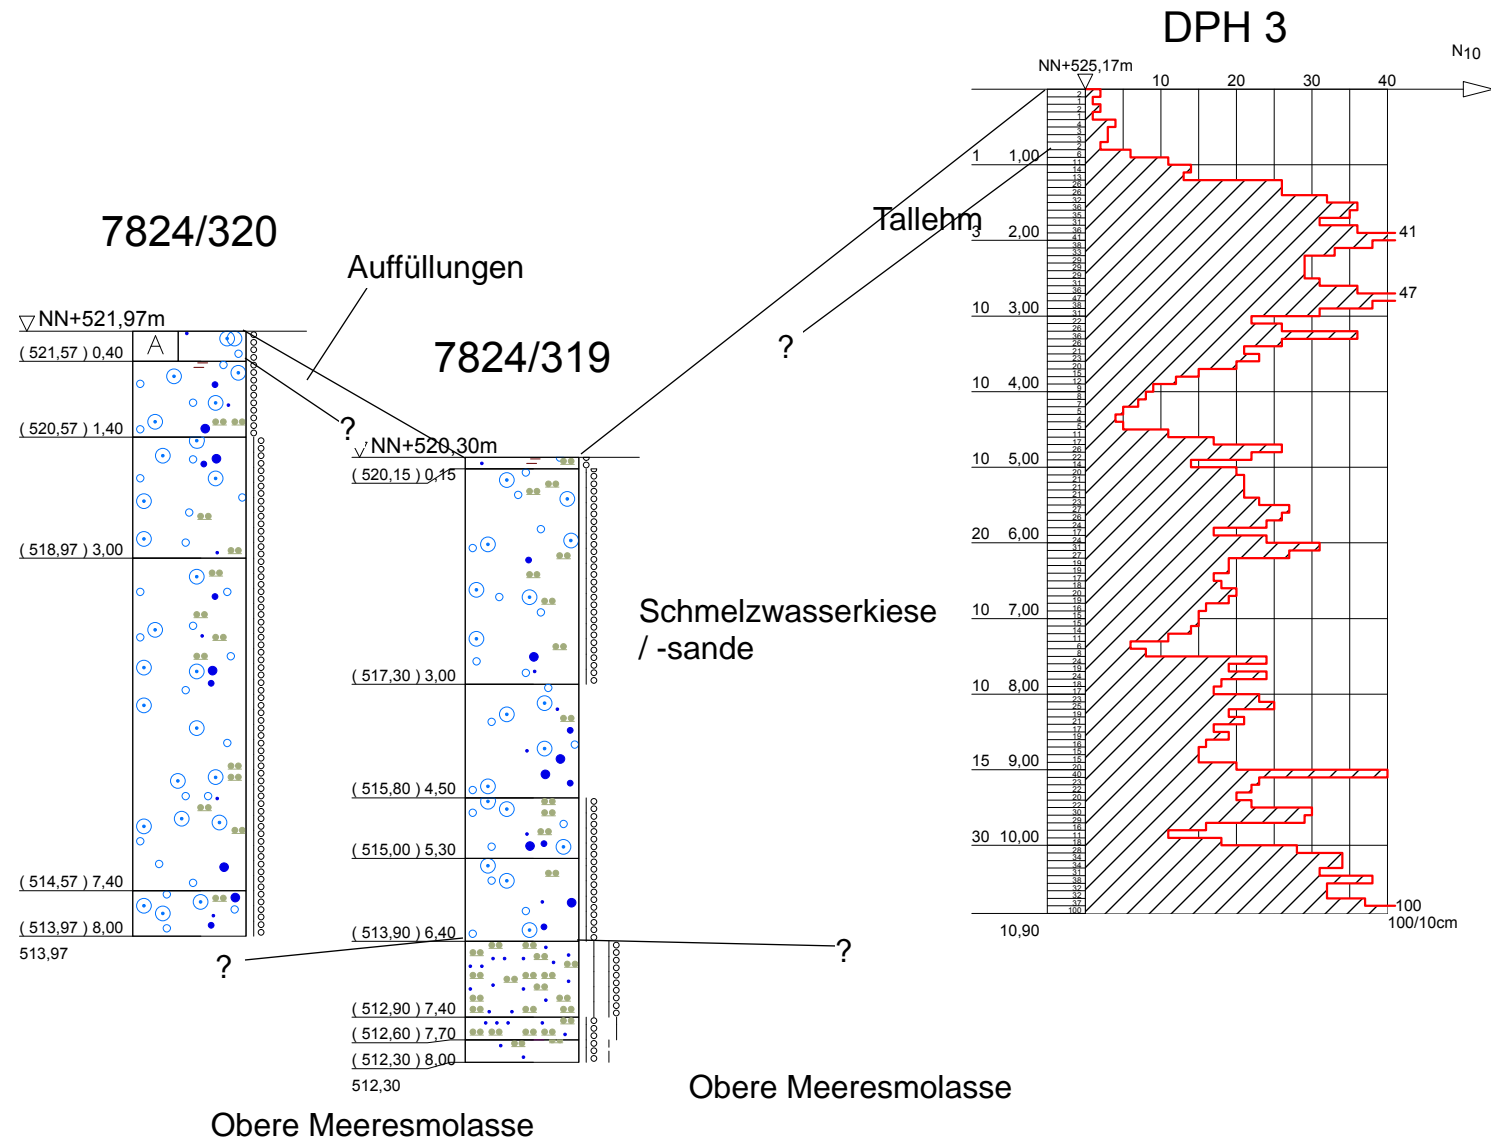 DPH 3
N10
NN+525,17m
10 20 30 40
1 1,00
3 2,00
10 3,00
10 4,00
10 5,00
20 6,00
10 7,00
10 8,00
15 9,00
30 10,00
10,90
41
47
100
100/10cm
Tallehm
?
7824/320
Auffüllungen
NN+521,97m
A
( 521,57 ) 0,40
( 520,57 ) 1,40
( 518,97 ) 3,00
( 514,57 ) 7,40
( 513,97 ) 8,00
513,97
?
7824/319
NN+520,30m
( 520,15 ) 0,15
( 517,30 ) 3,00
( 515,80 ) 4,50
( 515,00 ) 5,30
( 513,90 ) 6,40
( 512,90 ) 7,40
( 512,60 ) 7,70
( 512,30 ) 8,00
512,30
Schmelzwasserkiese
/ -sande
?
?
Obere Meeresmolasse
Obere Meeresmolasse